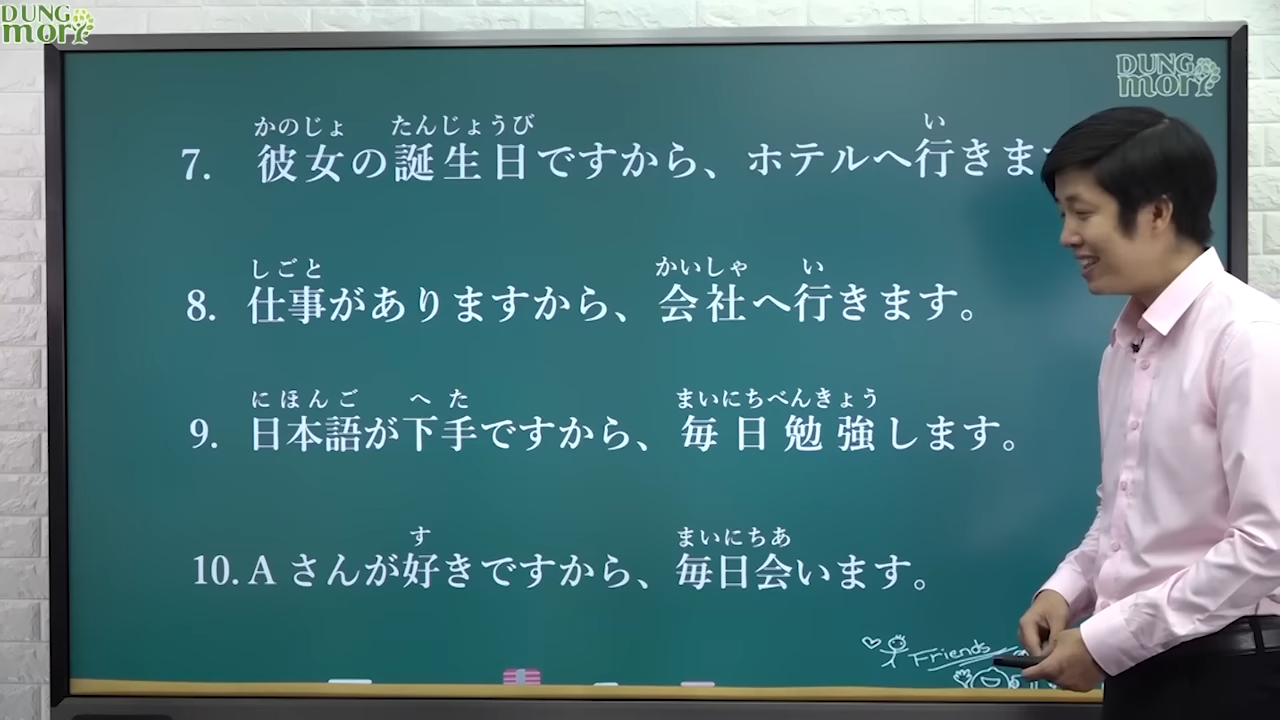 DUNG
mori
DUNG
mori
かのじょ たんじょうび い
7. 彼女の誕生日ですから、ホテルへ行きま
しごと かいしゃ い
8. 仕事がありますから、会社へ行きます。
にほんご へた まいにちべんきょう
9. 日本語が下手ですから、毎日勉強します。
す まいにちあ
10. Aさんが好きですから、毎日会います。
Friends